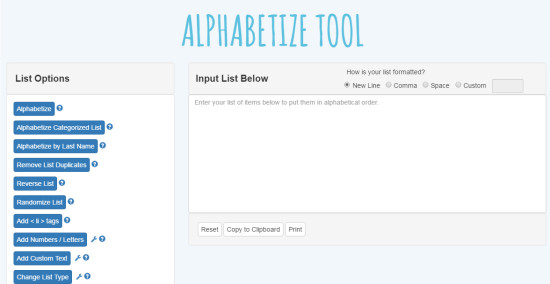 ALPHABETIZE TOOL
List Options
Alphabetize
Alphabetize Categorized List
Alphabetize by Last Name
Remove List Duplicates
Reverse List
Randomize List
Add < li > tags
Add Numbers / Letters
Add Custom Text
Change List Type
Input List Below
How is your list formatted?
New Line Comma Space Custom
Enter your list of items below to put them in alphabetical order.
Reset Copy to Clipboard Print